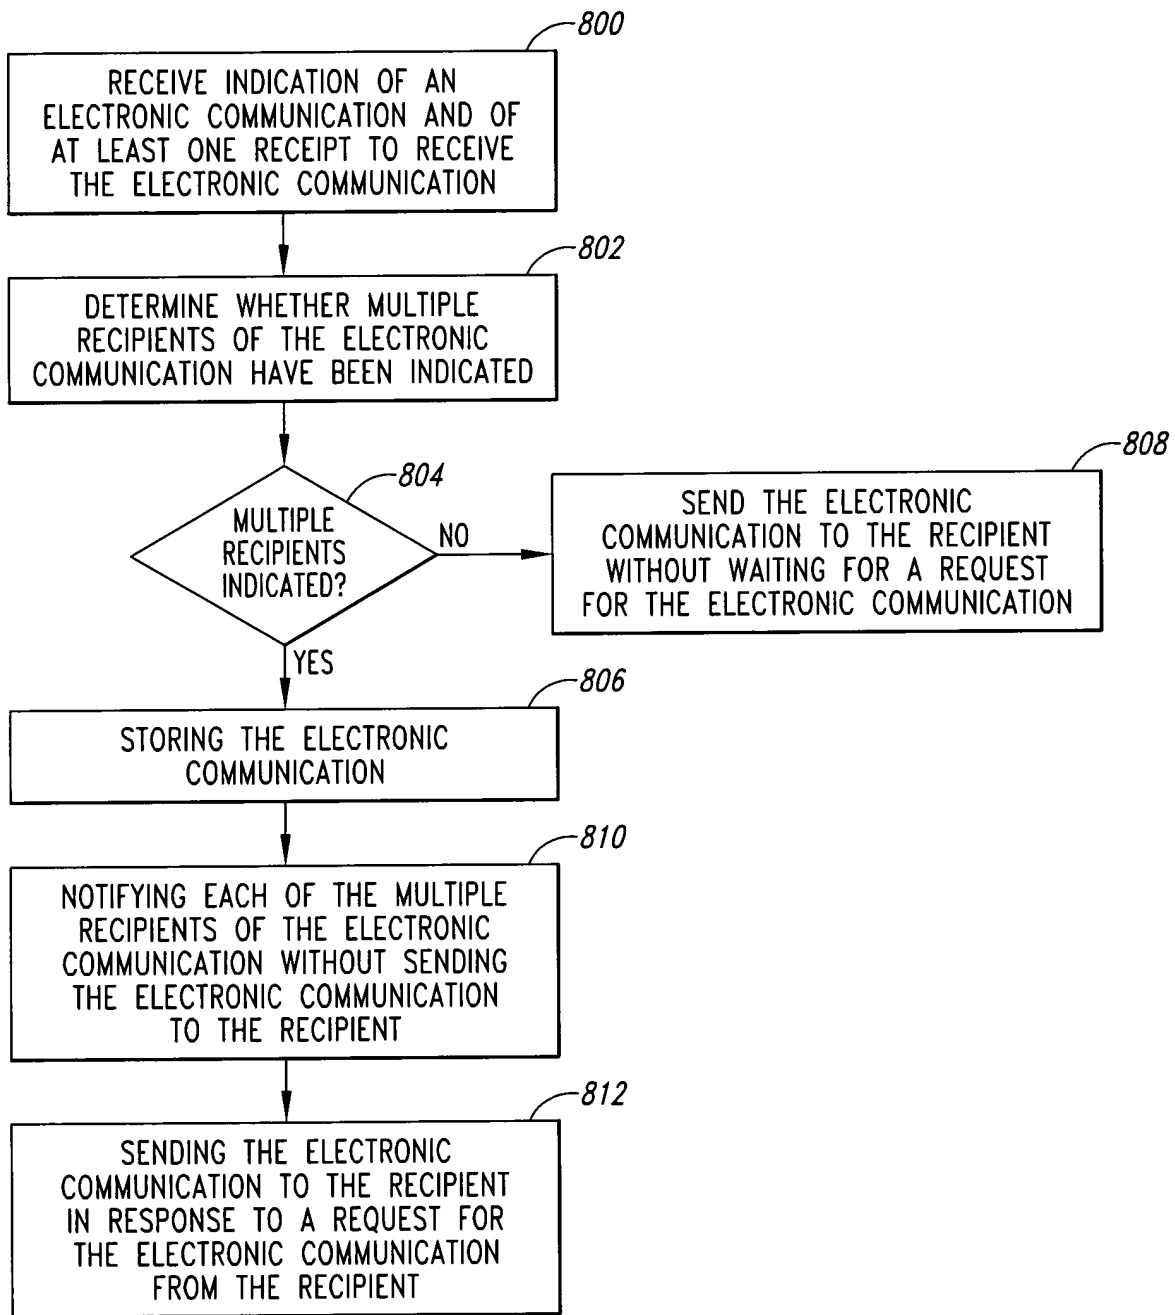 800
RECEIVE INDICATION OF AN
ELECTRONIC COMMUNICATION AND OF
AT LEAST ONE RECEIPT TO RECEIVE
THE ELECTRONIC COMMUNICATION
802
DETERMINE WHETHER MULTIPLE
RECIPIENTS OF THE ELECTRONIC
COMMUNICATION HAVE BEEN INDICATED
804
MULTIPLE
RECIPIENTS
INDICATED?
NO
808
SEND THE ELECTRONIC
COMMUNICATION TO THE RECIPIENT
WITHOUT WAITING FOR A REQUEST
FOR THE ELECTRONIC COMMUNICATION
YES
806
STORING THE ELECTRONIC
COMMUNICATION
810
NOTIFYING EACH OF THE MULTIPLE
RECIPIENTS OF THE ELECTRONIC
COMMUNICATION WITHOUT SENDING
THE ELECTRONIC COMMUNICATION
TO THE RECIPIENT
812
SENDING THE ELECTRONIC
COMMUNICATION TO THE RECIPIENT
IN RESPONSE TO A REQUEST FOR
THE ELECTRONIC COMMUNICATION
FROM THE RECIPIENT